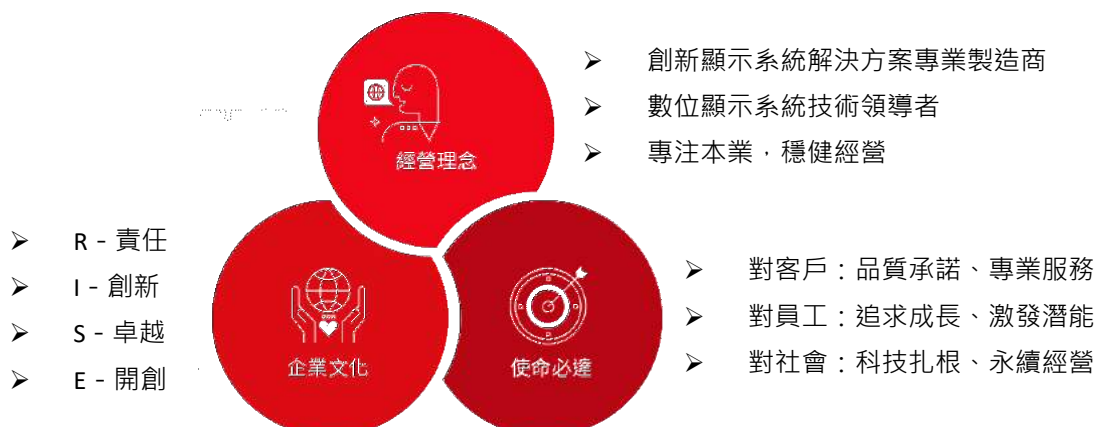 ➢ 創新顯示系統解決方案專業製造商
➢ 數位顯示系統技術領導者
➢ 專注本業，穩健經營
經營理念
➢ R - 責任
➢ I - 創新
➢ S - 卓越
➢ E - 開創
企業文化
使命必達
➢ 對客戶：品質承諾、專業服務
➢ 對員工：追求成長、激發潛能
➢ 對社會：科技扎根、永續經營